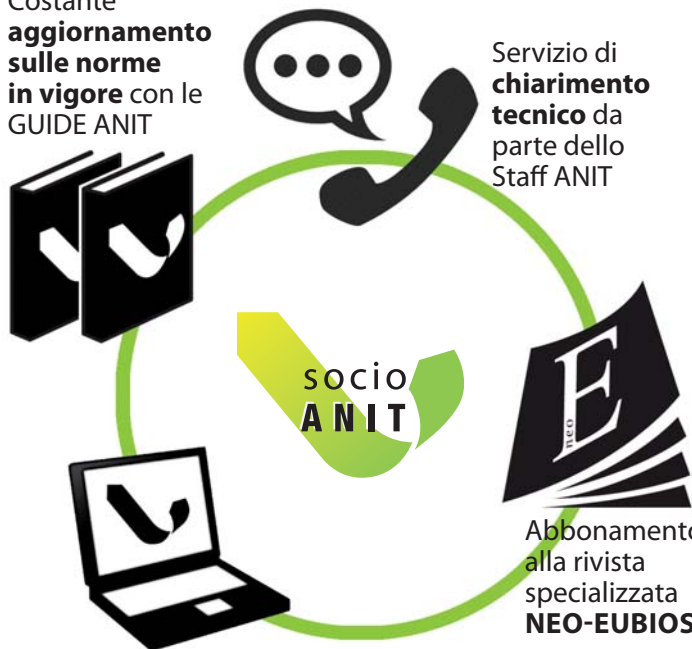 Costante
aggiornamento
sulle norme
in vigore con le
GUIDE ANIT
Servizio di
chiarimento
tecnico da
parte dello
Staff ANIT
socio
ANIT
E
neo
Abbonamento
alla rivista
specializzata
NEO-EUBIOS